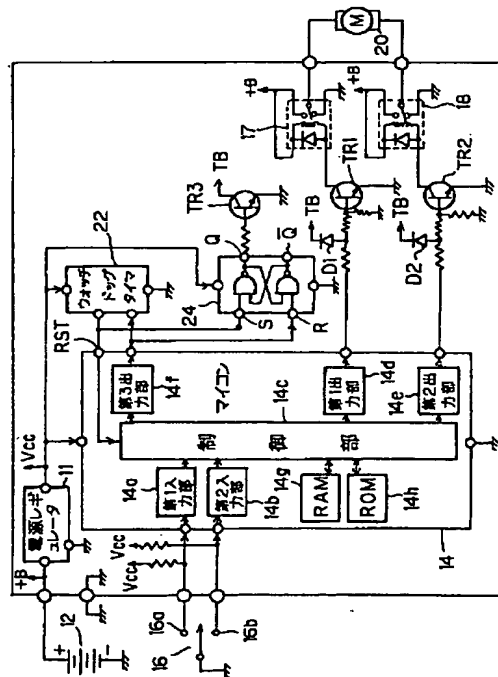 12
+
+B
11
電源レギ
ュレータ
Vcc
RST
22
ウォッチ
ドッグ
タイマ
Vcc
Vcc
16a
16
16b
14a
第1入
力部
第2入
力部
14b
14g
RAM
ROM
14h
14
制御部
14c
マイコン
第3出
力部
14f
第1出
力部
14d
第2出
力部
14e
24
S
R
Q
Q̅
TR3
TB
TB
D1
TR1
TB
D2
TR2
17
+B
+B
18
M
20